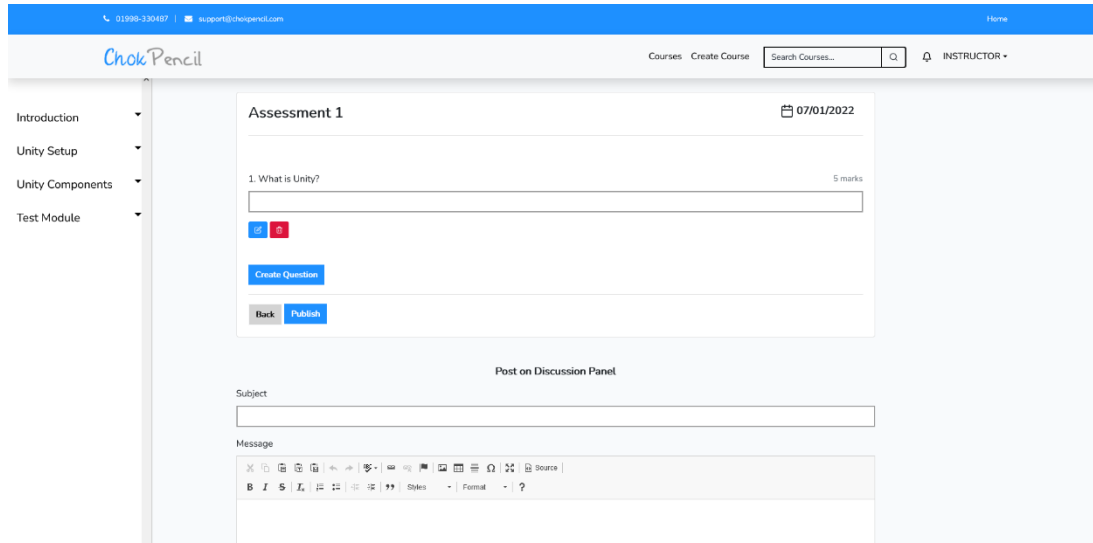 01998-330487 | support@chokpencil.com Home
ChokPencil Courses Create Course Search Courses... INSTRUCTOR
Introduction
Unity Setup
Unity Components
Test Module
Assessment 1 07/01/2022
1. What is Unity? 5 marks
Create Question
Back Publish
Post on Discussion Panel
Subject
Message
Source
B I S Tx Styles Format ?